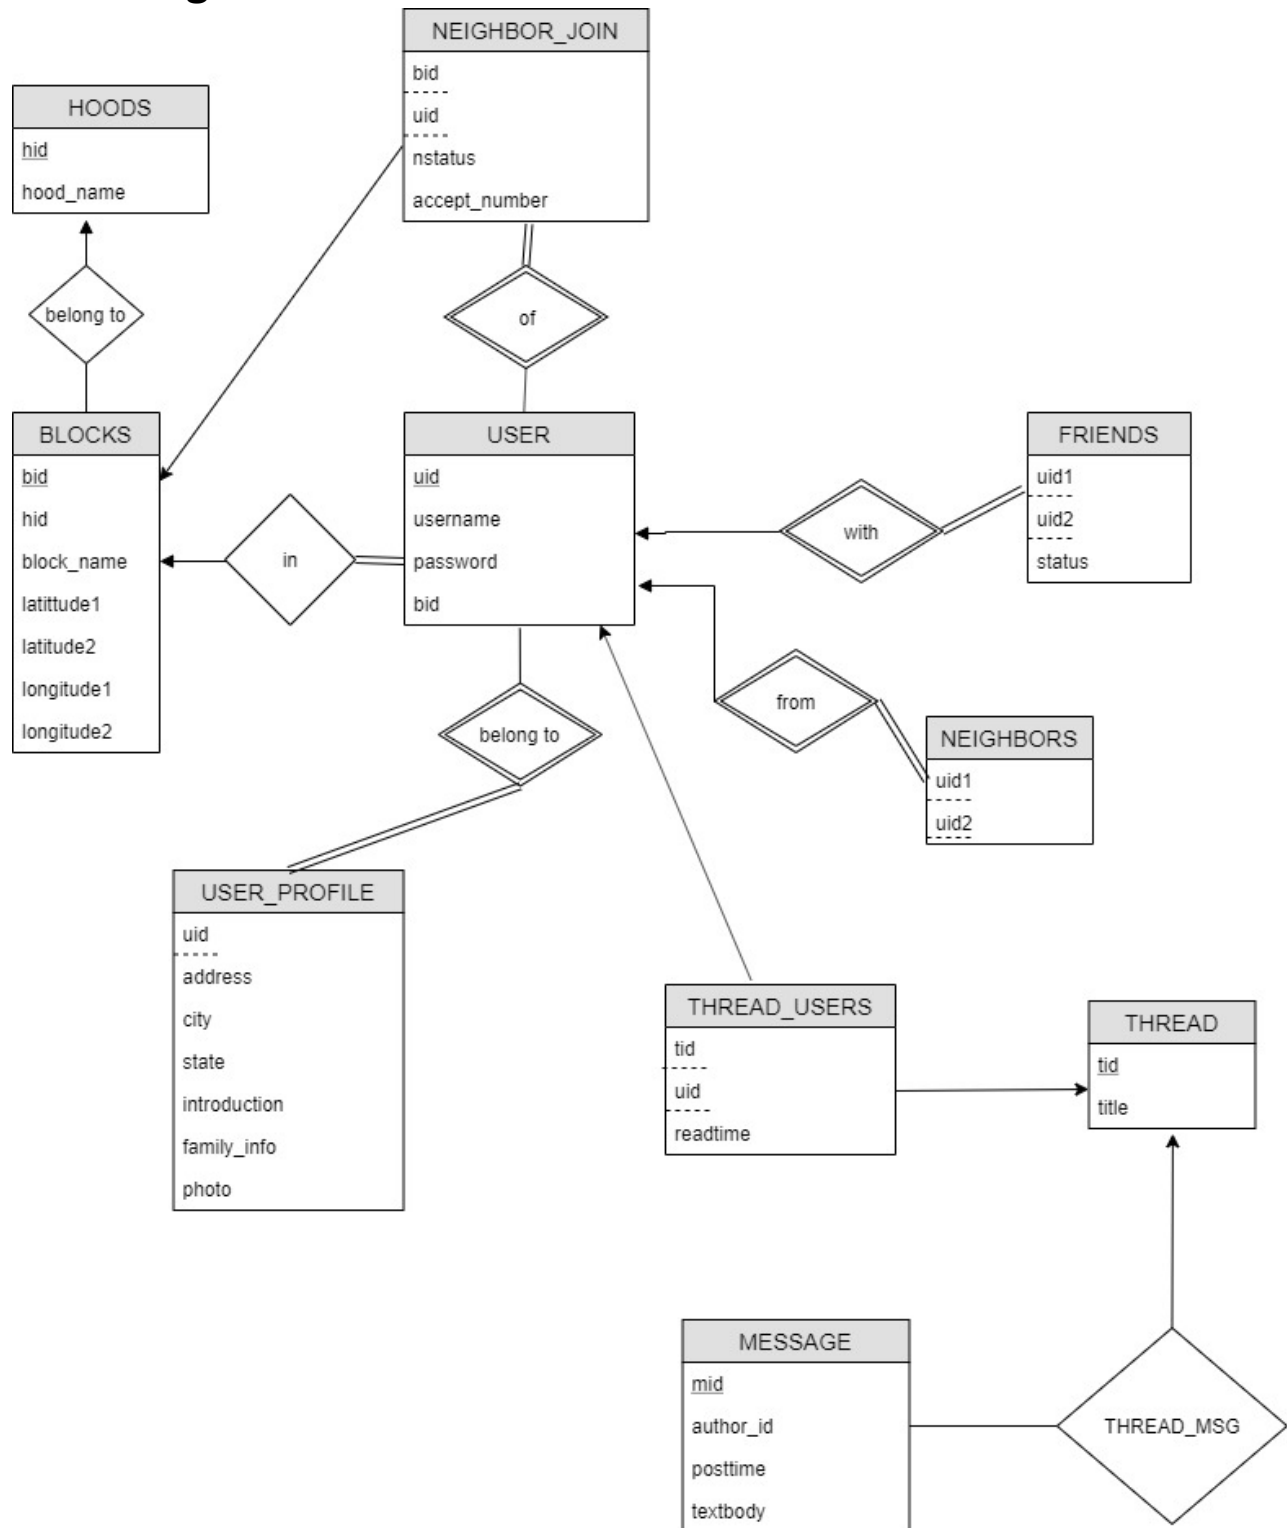 NEIGHBOR_JOIN
bid
uid
nstatus
accept_number
HOODS
hid
hood_name
belong to
of
BLOCKS
bid
hid
block_name
latittude1
latitude2
longitude1
longitude2
in
USER
uid
username
password
bid
with
FRIENDS
uid1
uid2
status
from
NEIGHBORS
uid1
uid2
belong to
USER_PROFILE
uid
address
city
state
introduction
family_info
photo
THREAD_USERS
tid
uid
readtime
THREAD
tid
title
MESSAGE
mid
author_id
posttime
textbody
THREAD_MSG